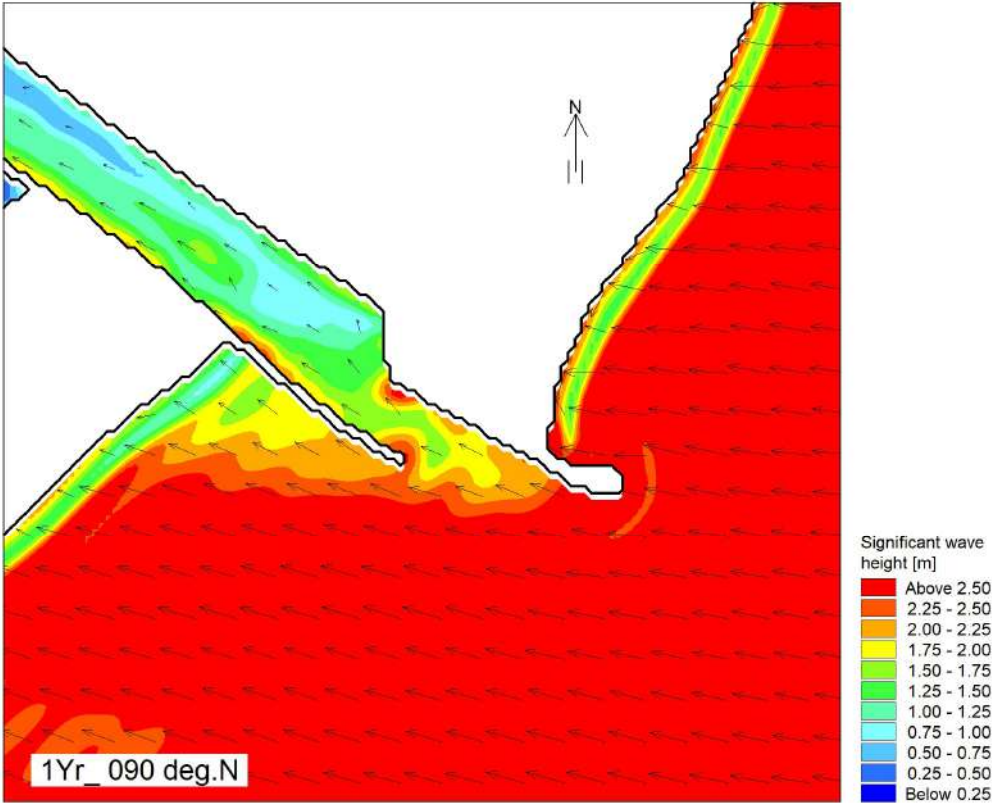 N
Significant wave
height [m]
Above 2.50
2.25 - 2.50
2.00 - 2.25
1.75 - 2.00
1.50 - 1.75
1.25 - 1.50
1.00 - 1.25
0.75 - 1.00
0.50 - 0.75
0.25 - 0.50
Below 0.25
1Yr_ 090 deg.N